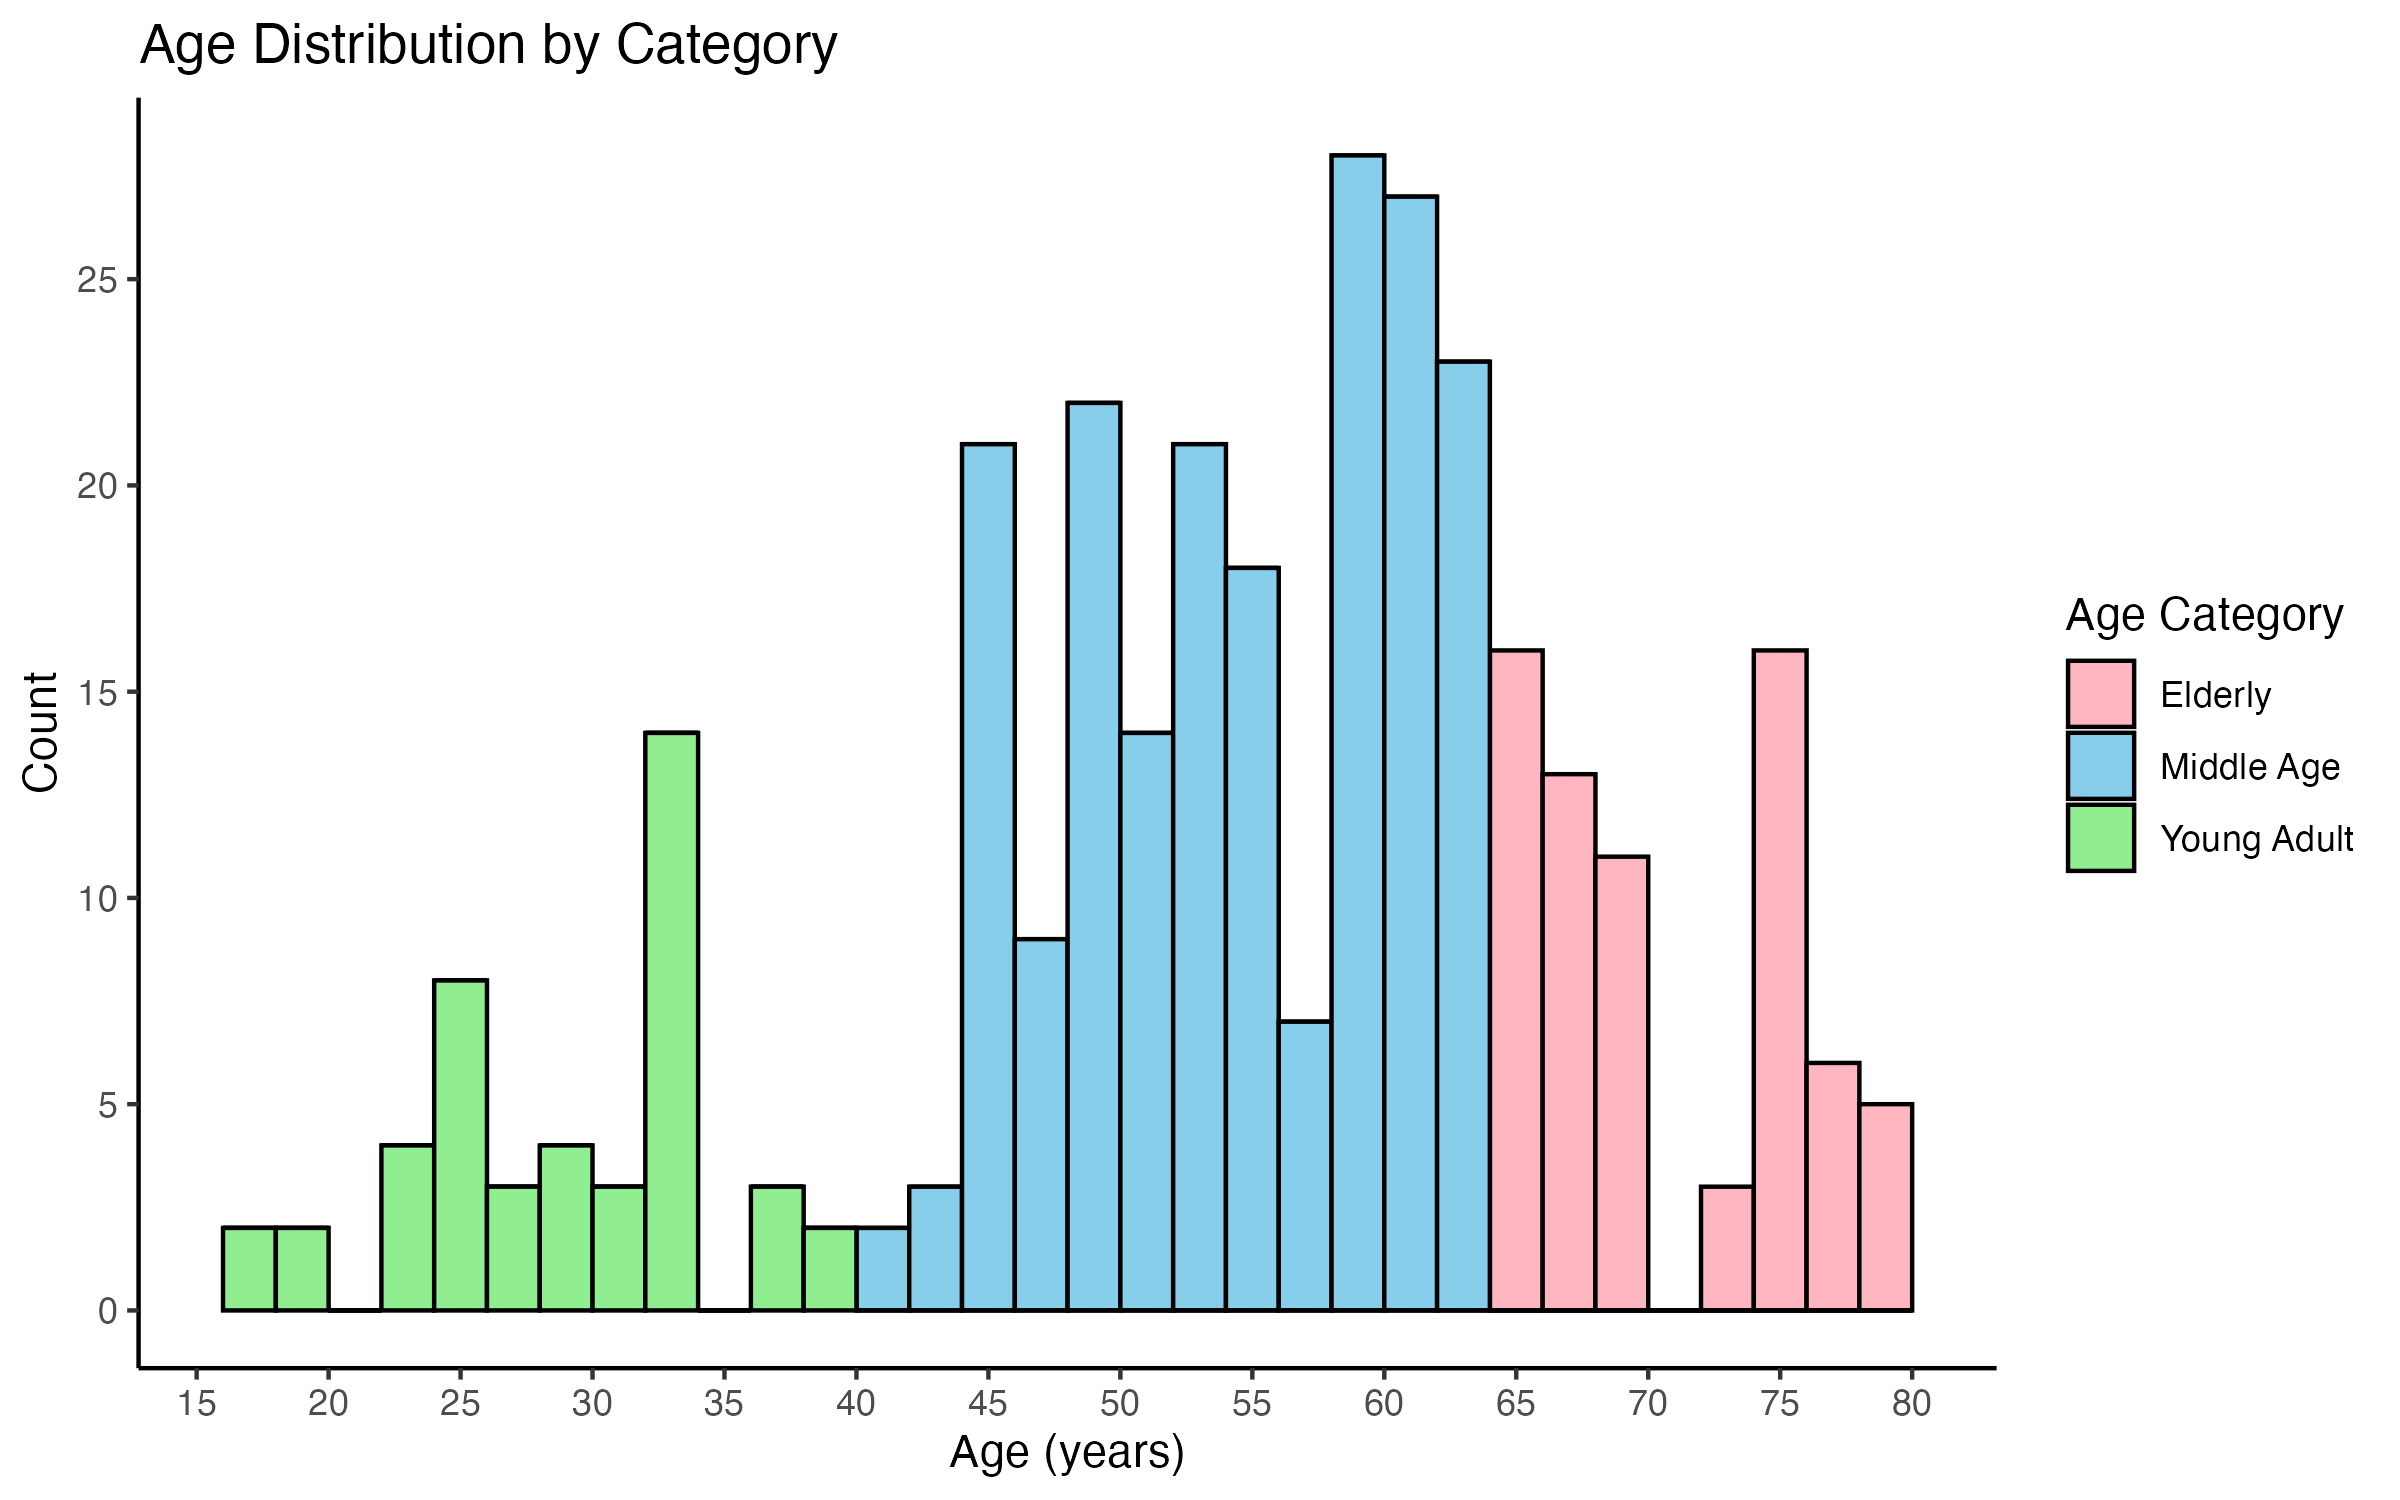 Age Distribution by Category
Count
25
20
15
10
5
0
15 20 25 30 35 40 45 50 55 60 65 70 75 80
Age (years)
Age Category
Elderly
Middle Age
Young Adult